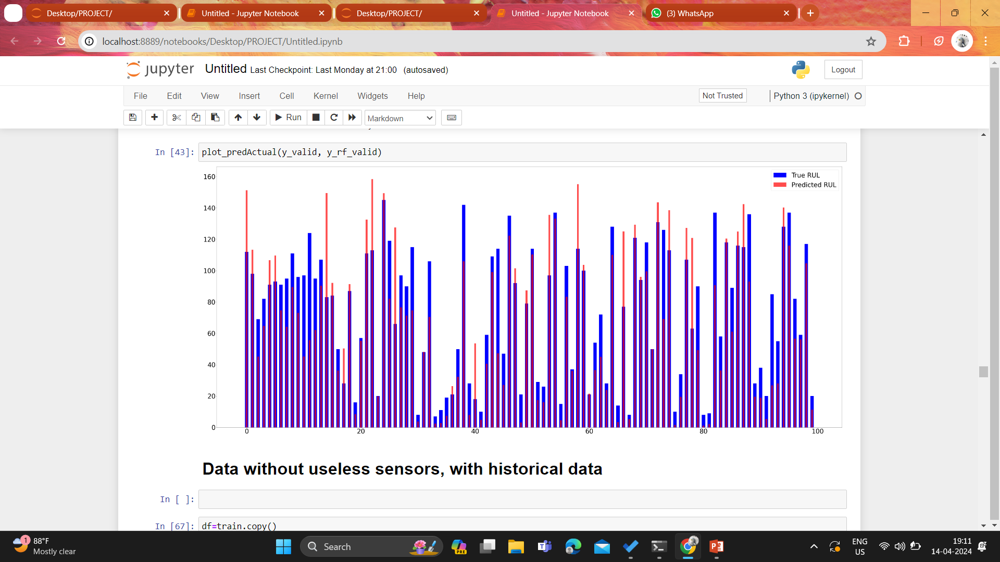 Desktop/PROJECT/
Untitled - Jupyter Notebook
Desktop/PROJECT/
Untitled - Jupyter Notebook
(3) WhatsApp
localhost:8889/notebooks/Desktop/PROJECT/Untitled.ipynb
jupyter Untitled Last Checkpoint: Last Monday at 21:00 (autosaved)
Logout
File Edit View Insert Cell Kernel Widgets Help
Not Trusted
Python 3 (ipykernel)
Run
Markdown
In [43]: plot_predActual(y_valid, y_rf_valid)
True RUL
Predicted RUL
160
140
120
100
80
60
40
20
0
0 20 40 60 80 100
Data without useless sensors, with historical data
In [ ]:
In [67]: df=train.copy()
1
88°F
Mostly clear
Search
PRE
ENG
US
19:11
14-04-2024